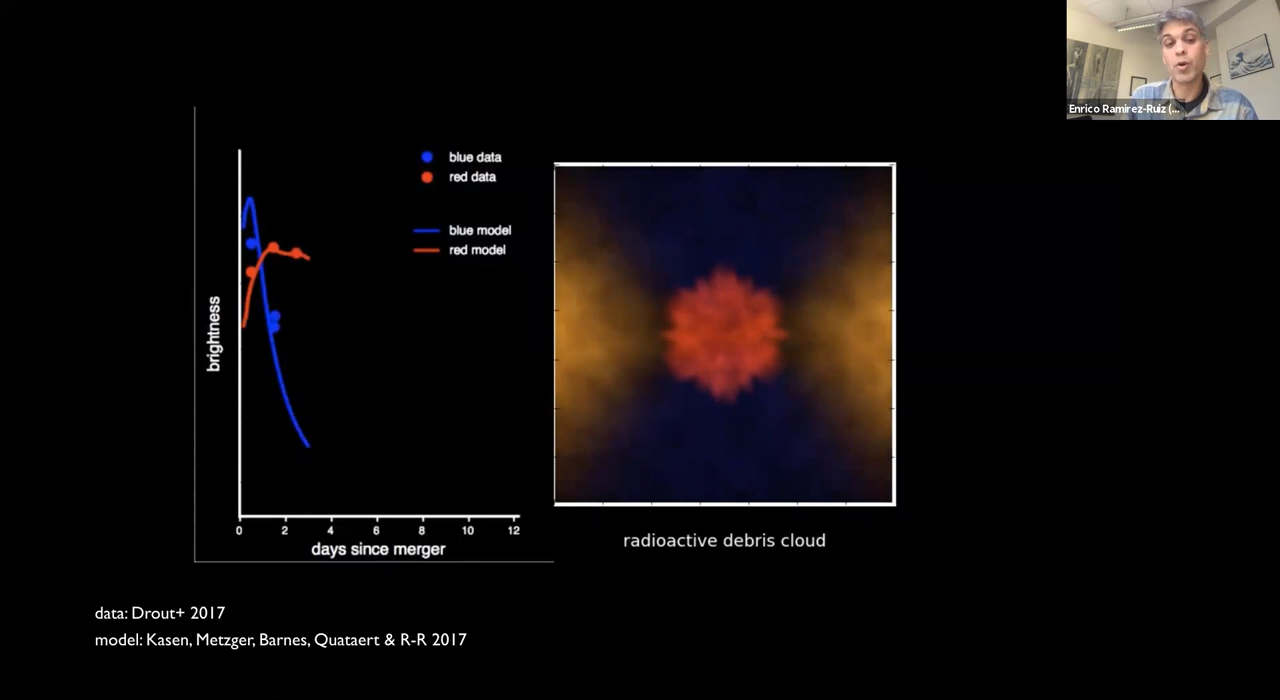 Enrico Ramirez-Ruiz (...
blue data
red data
blue model
red model
brightness
0 2 4 6 8 10 12
days since merger
radioactive debris cloud
data: Drout+ 2017
model: Kasen, Metzger, Barnes, Quataert & R-R 2017